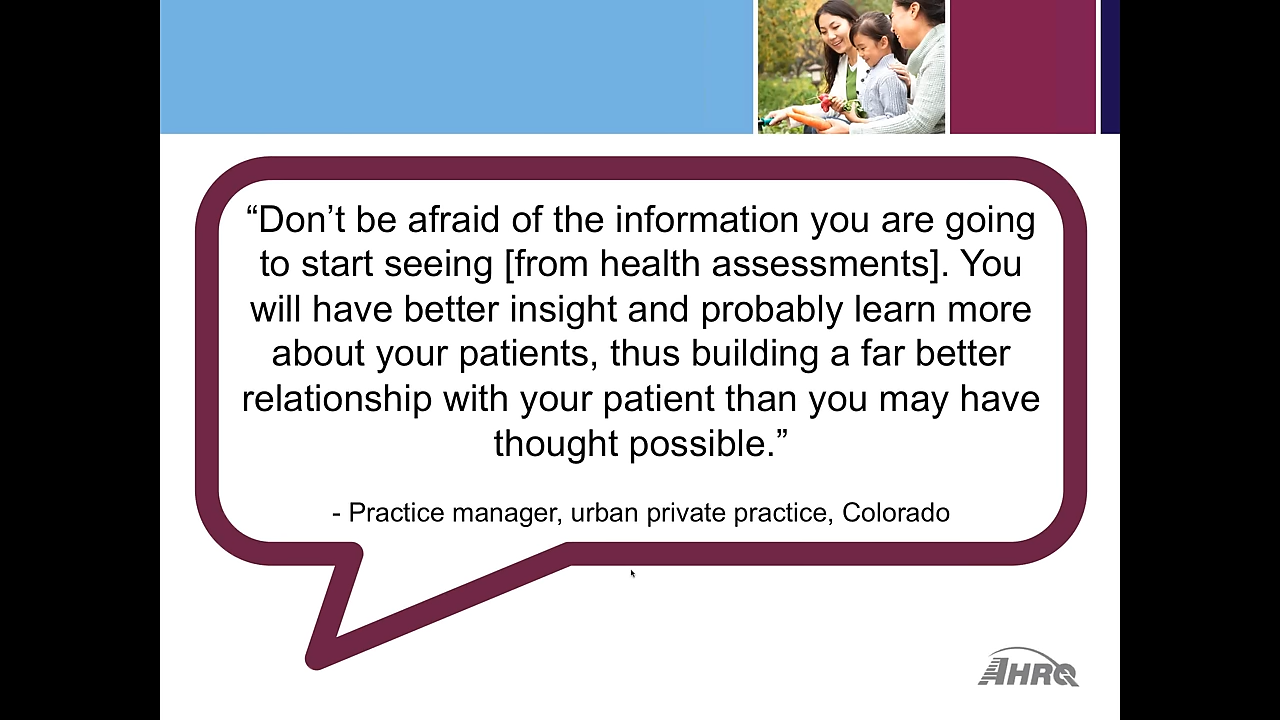 “Don’t be afraid of the information you are going
to start seeing [from health assessments]. You
will have better insight and probably learn more
about your patients, thus building a far better
relationship with your patient than you may have
thought possible.”
- Practice manager, urban private practice, Colorado
AHRQ